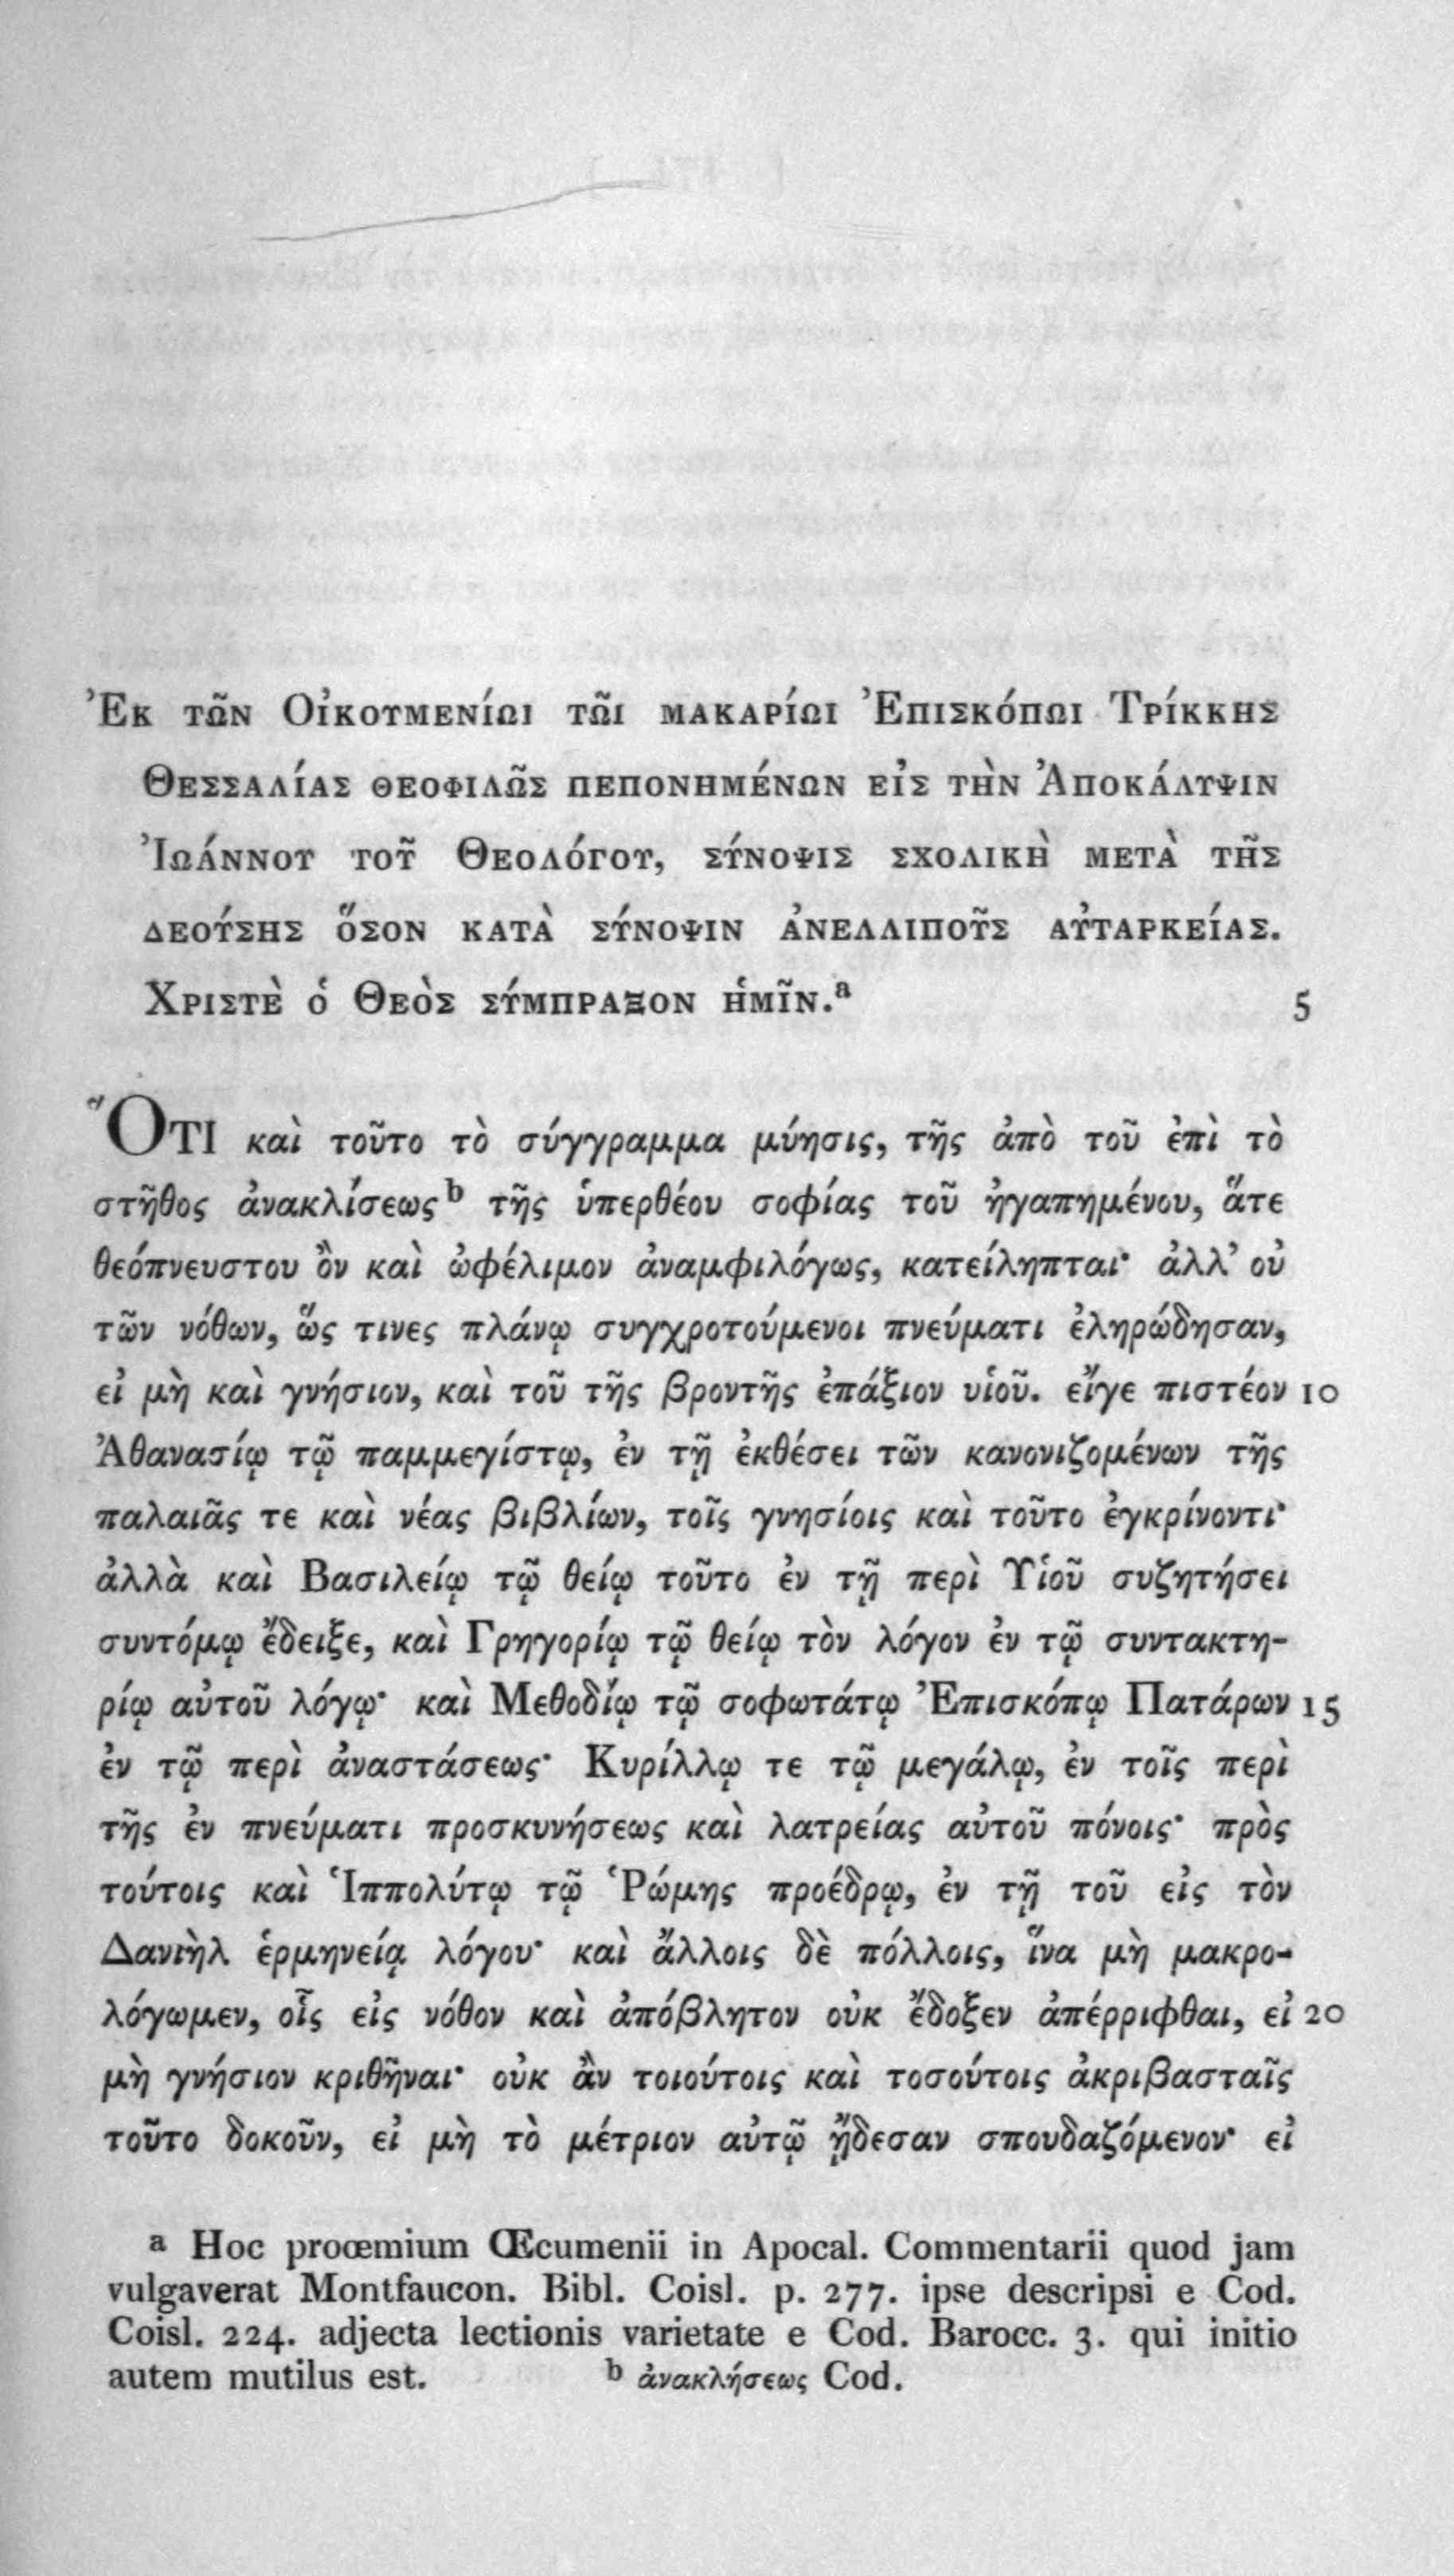 Ἐκ τῶν Οἰκουμενίωι τῶι μακαρίωι Ἐπισκόπωι Τρίκκης
Θεσσαλίας θεοφιλῶς πεπονημένων εἰς τὴν Ἀποκάλυψιν
Ἰωάννου τοῦ Θεολόγου, σύνοψις σχολικὴ μετὰ τῆς
δεούσης ὅσον κατὰ σύνοψιν ἀνελλιποῦς αὐταρκείας.
Χριστὲ ὁ Θεὸς σύμπραξον ἡμῖν.a 5
Ὅτι καὶ τοῦτο τὸ σύγγραμμα μύησις, τῆς ἀπὸ τοῦ ἐπὶ τὸ
στῆθος ἀνακλίσεως b τῆς ὑπερθέου σοφίας τοῦ ἠγαπημένου, ἅτε
θεόπνευστου ὂν καὶ ὠφέλιμον ἀναμφιλόγως, κατείληπται· ἀλλ’ οὐ
τῶν νόθων, ὥς τινες πλάνῳ συγχροτούμενοι πνεύματι ἐληρώδησαν,
εἰ μὴ καὶ γνήσιον, καὶ τοῦ τῆς βροντῆς ἐπάξιον υἱοῦ. εἴγε πιστέον 10
Ἀθανασίῳ τῷ παμμεγίστῳ, ἐν τῇ ἐκθέσει τῶν κανονιζομένων τῆς
παλαιᾶς τε καὶ νέας βιβλίων, τοῖς γνησίοις καὶ τοῦτο ἐγκρίνοντι·
ἀλλὰ καὶ Βασιλείῳ τῷ θείῳ τοῦτο ἐν τῇ περὶ Υἱοῦ συζητήσει
συντόμῳ ἔδειξε, καὶ Γρηγορίῳ τῷ θείῳ τὸν λόγον ἐν τῷ συντακτη-
ρίῳ αὐτοῦ λόγῳ· καὶ Μεθοδίῳ τῷ σοφωτάτῳ Ἐπισκόπῳ Πατάρων 15
ἐν τῷ περὶ ἀναστάσεως· Κυρίλλῳ τε τῷ μεγάλῳ, ἐν τοῖς περὶ
τῆς ἐν πνεύματι προσκυνήσεως καὶ λατρείας αὐτοῦ πόνοις· πρὸς
τούτοις καὶ Ἱππολύτῳ τῷ Ῥώμης προέδρῳ, ἐν τῇ τοῦ εἰς τὸν
Δανιὴλ ἑρμηνείᾳ λόγου· καὶ ἄλλοις δὲ πόλλοις, ἵνα μὴ μακρο-
λόγωμεν, οἷς εἰς νόθον καὶ ἀπόβλητον οὐκ ἔδοξεν ἀπέρριφθαι, εἰ 20
μὴ γνήσιον κριθῆναι· οὐκ ἂν τοιούτοις καὶ τοσούτοις ἀκριβασταῖς
τοῦτο δοκοῦν, εἰ μὴ τὸ μέτριον αὐτῷ ᾔδεσαν σπουδαζόμενον· εἰ
a Hoc proœmium Œcumenii in Apocal. Commentarii quod jam
vulgaverat Montfaucon. Bibl. Coisl. p. 277. ipse descripsi e Cod.
Coisl. 224. adjecta lectionis varietate e Cod. Barocc. 3. qui initio
autem mutilus est. b ἀνακλήσεως Cod.